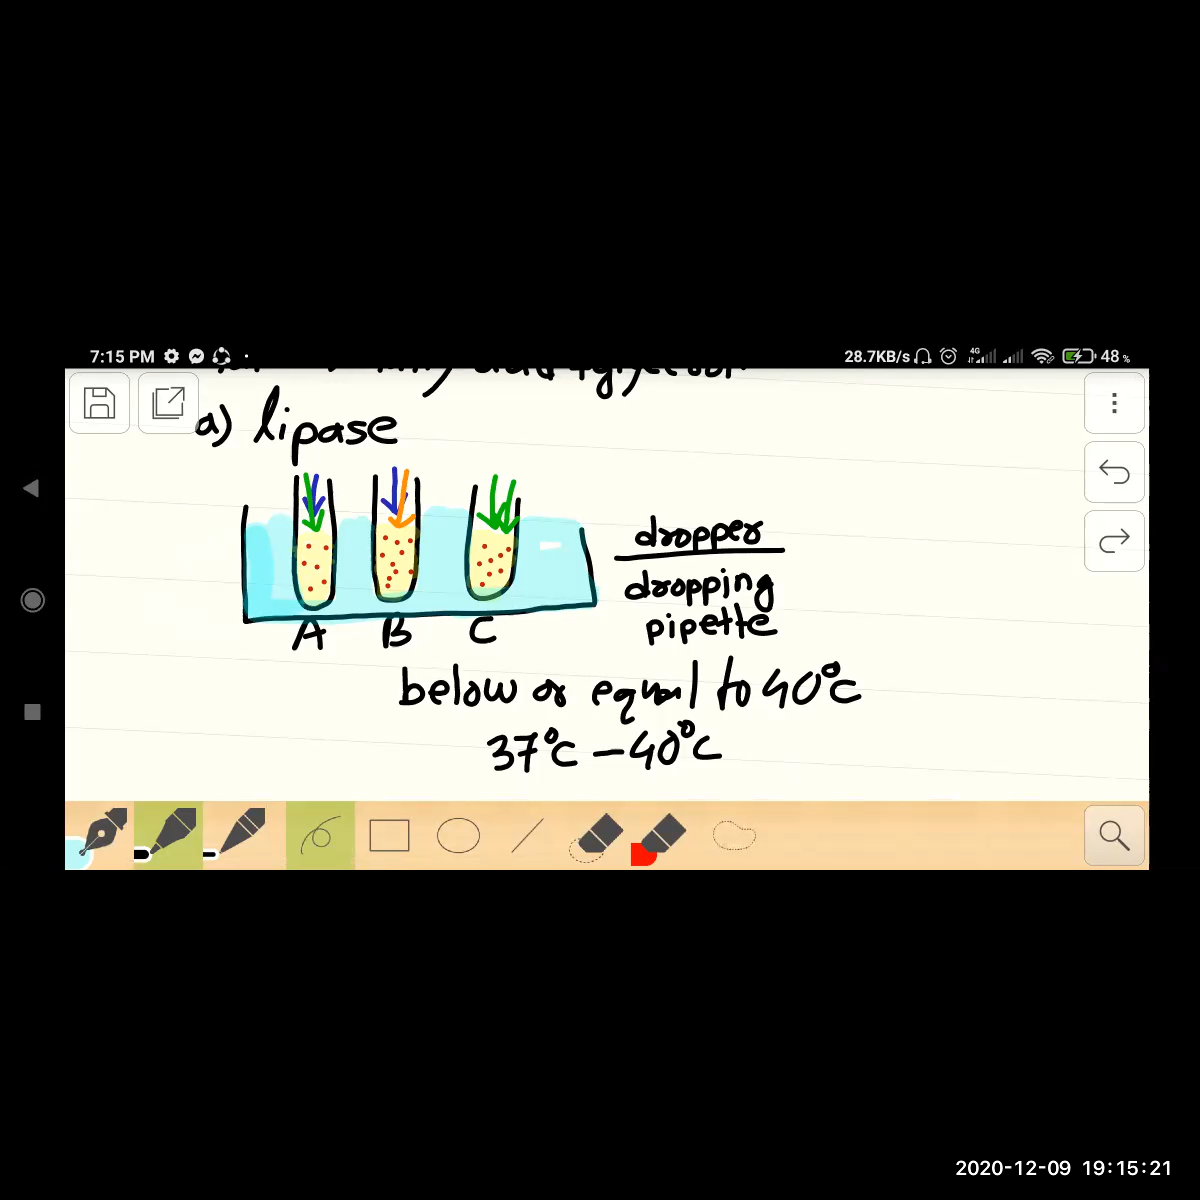 7:15 PM
28.7KB/s 4G 48 %
a) lipase
dropper
dropping
pipette
A B C
below or equal to 40°C
37°C - 40°C
2020-12-09 19:15:21